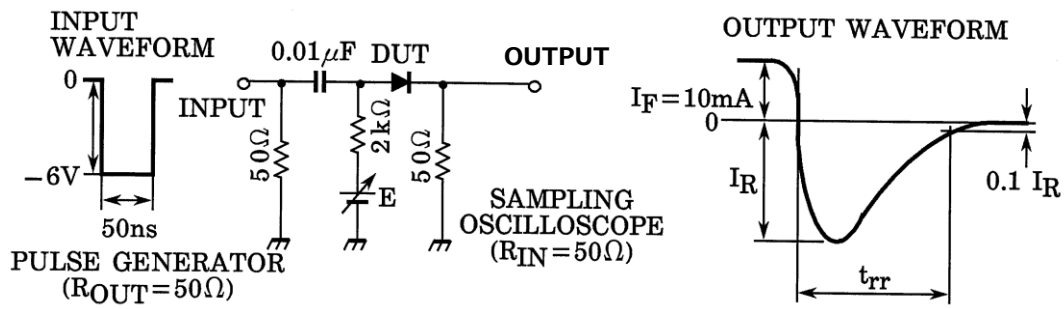 INPUT
WAVEFORM
0
−6V
50ns
PULSE GENERATOR
(ROUT=50Ω)
0.01μF
DUT
OUTPUT
INPUT
50Ω
2kΩ
E
50Ω
SAMPLING
OSCILLOSCOPE
(RIN=50Ω)
OUTPUT WAVEFORM
IF=10mA
0
IR
0.1 IR
trr